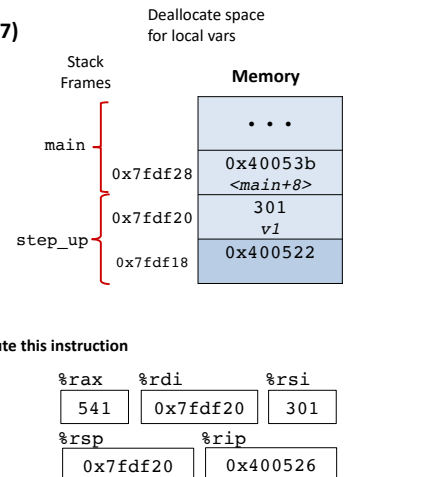 7)
Deallocate space
for local vars
Stack
Frames
Memory
• • •
main
0x7fdf28
0x40053b
<main+8>
0x7fdf20
301
v1
step_up
0x7fdf18
0x400522
te this instruction
%rax %rdi %rsi
541 0x7fdf20 301
%rsp %rip
0x7fdf20 0x400526